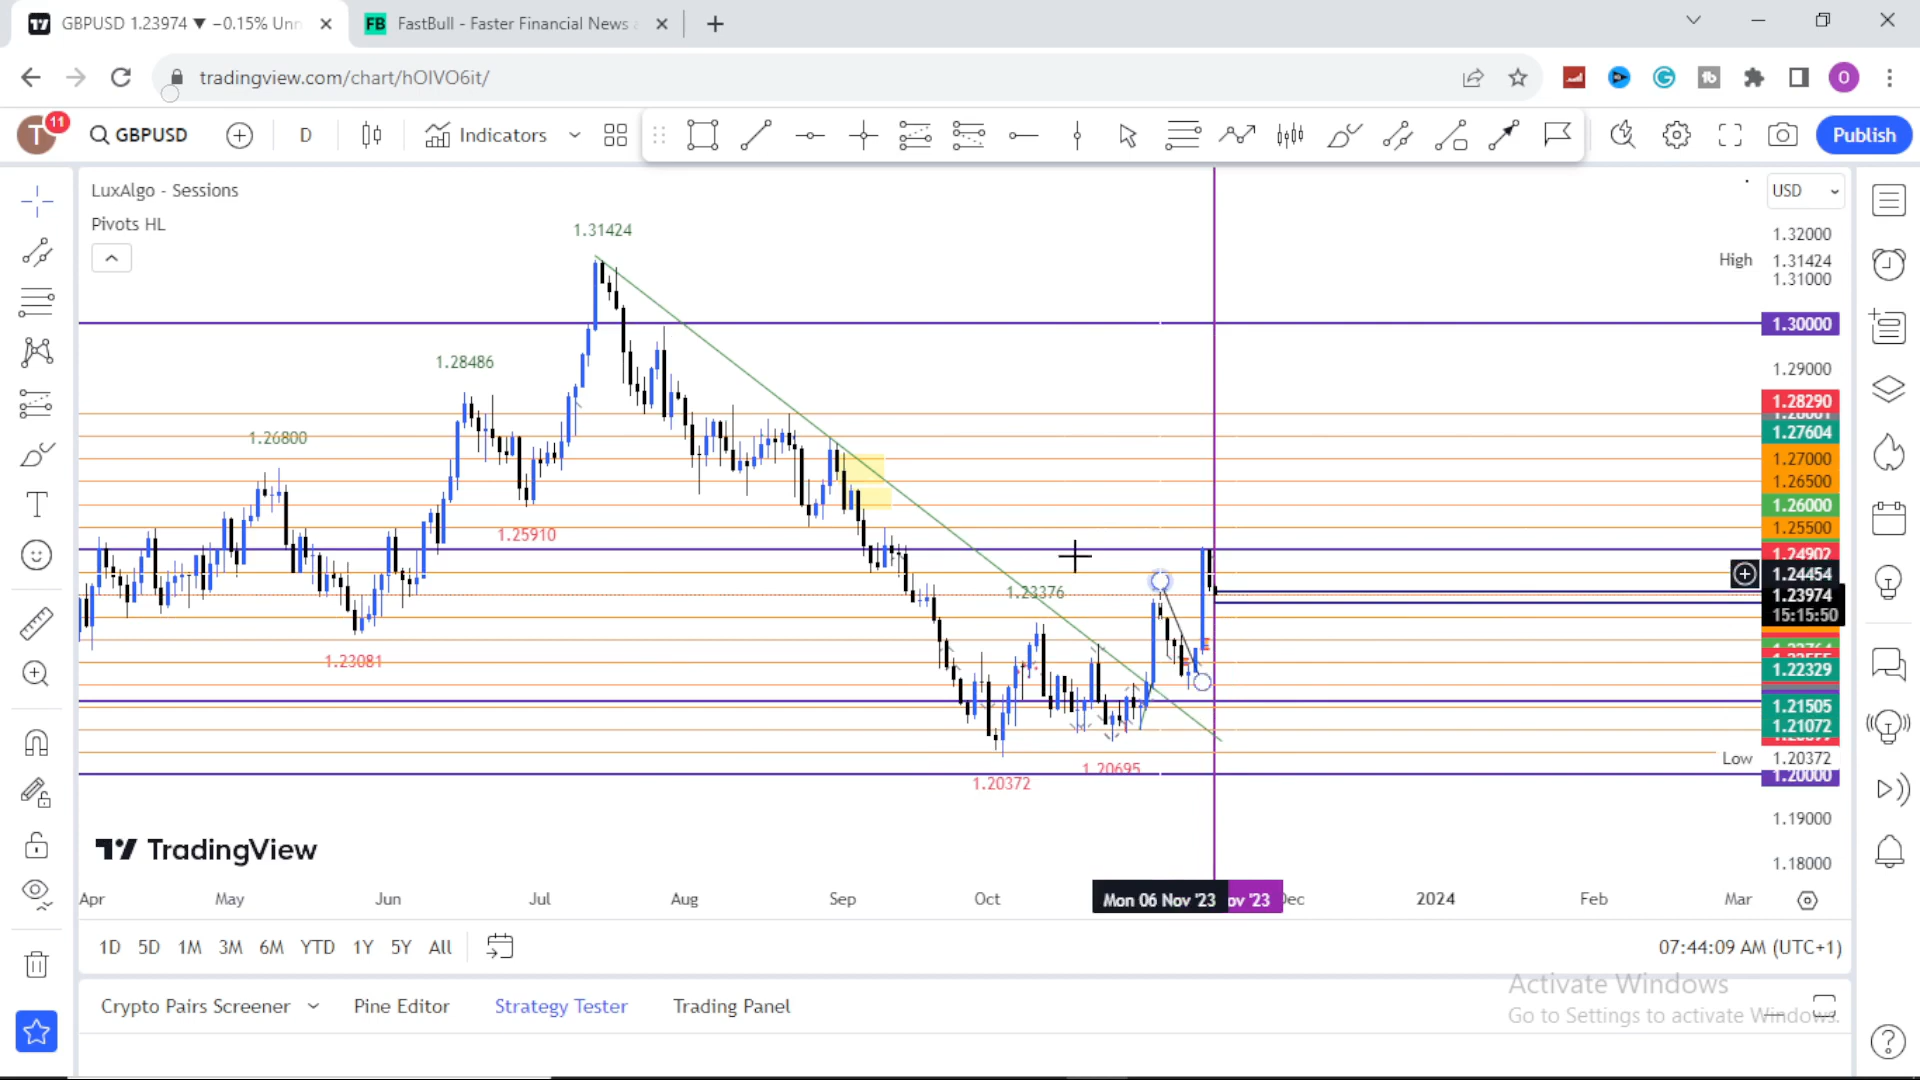 GBPUSD 1.23974 ▼ −0.15% Unn
FB FastBull - Faster Financial News a
tradingview.com/chart/hOIVO6it/
O
T 11 GBPUSD D Indicators Publish
LuxAlgo - Sessions
Pivots HL
USD
1.31424
1.28486
1.26800
1.25910
1.23081
1.23376
1.20372
1.20695
1.32000
High 1.31424
1.31000
1.30000
1.29000
1.28290
1.27604
1.27000
1.26500
1.26000
1.25500
1.24902
1.24454
1.23974
15:15:50
1.22329
1.21505
1.21072
Low 1.20372
1.20000
1.19000
1.18000
TradingView
Apr May Jun Jul Aug Sep Oct Mon 06 Nov '23 ov '23 Dec 2024 Feb Mar
1D 5D 1M 3M 6M YTD 1Y 5Y All 07:44:09 AM (UTC+1)
Activate Windows
Crypto Pairs Screener Pine Editor Strategy Tester Trading Panel
Go to Settings to activate Windows.